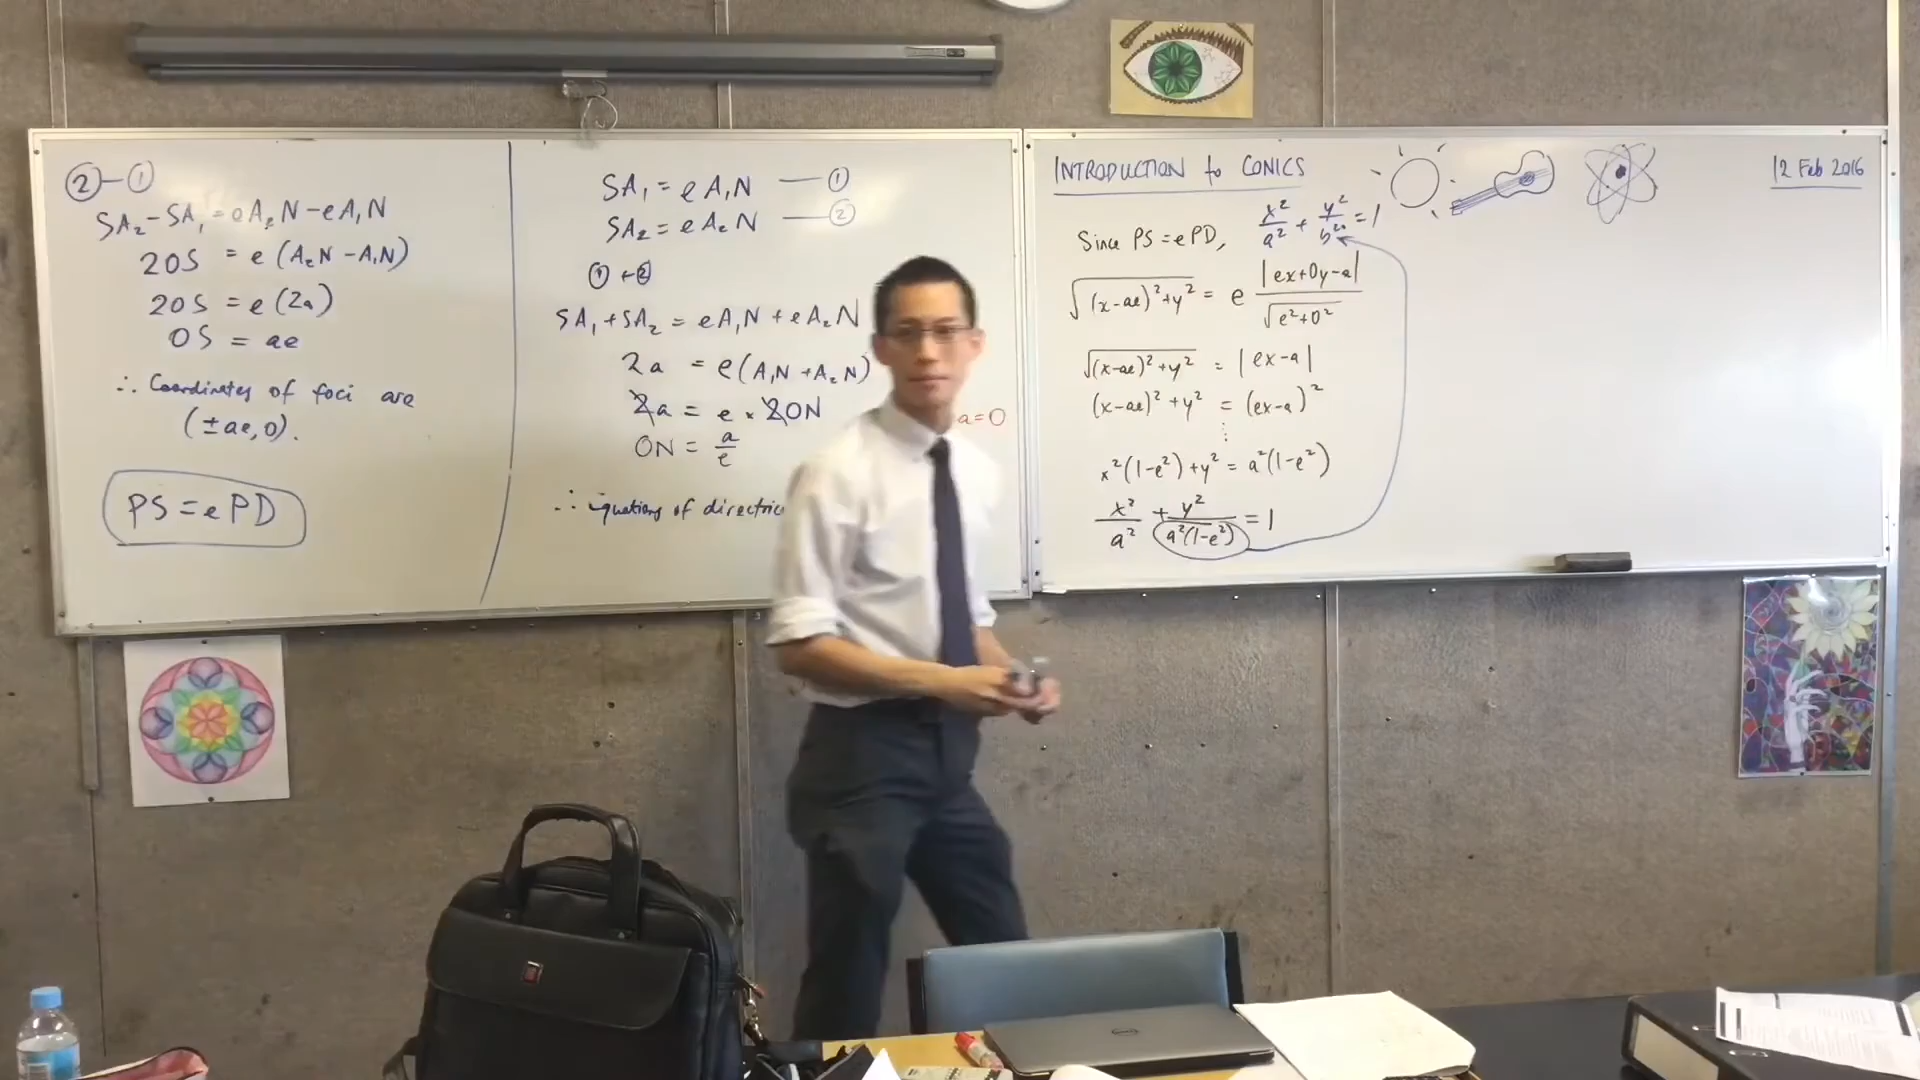 ②-①
SA₂-SA₁=eA₂N-eA₁N
2OS = e(A₂N-A₁N)
2OS = e(2a)
OS = ae
∴ Coordinates of foci are
(±ae,0).
PS=ePD
SA₁=eA₁N —①
SA₂=eA₂N —②
①+②
SA₁+SA₂ = eA₁N+eA₂N
2a = e(A₁N+A₂N)
2a = e × 2ON
ON = a/e
∴ Equations of
a=0
INTRODUCTION to CONICS
12 Feb 2016
x²/a² + y²/b² = 1
Since PS=ePD,
√((x-ae)²+y²) = e |ex+0y-a|/√(e²+0²)
√((x-ae)²+y²) = |ex-a|
(x-ae)²+y² = (ex-a)²
⋮
x²(1-e²)+y² = a²(1-e²)
x²/a² + y²/(a²(1-e²)) = 1